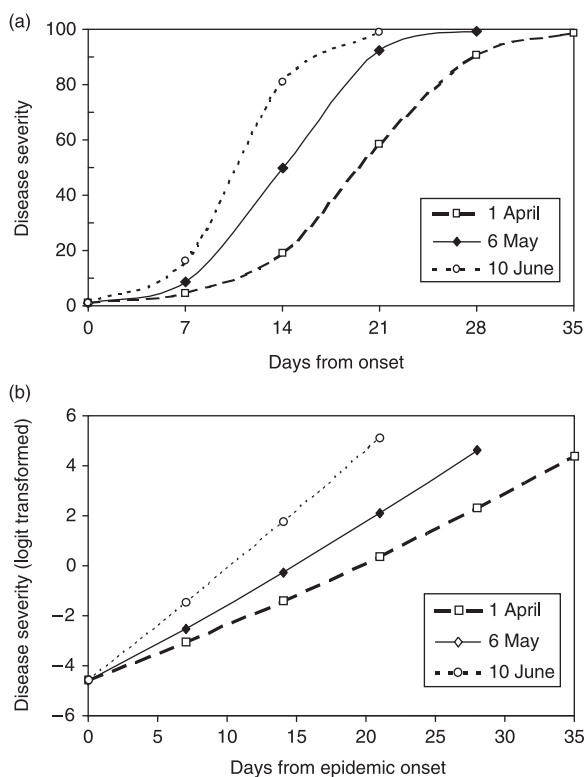 (a)
100
80
60
40
20
0
Disease severity
0 7 14 21 28 35
Days from onset
1 April
6 May
10 June
(b)
6
4
2
0
−2
−4
−6
Disease severity (logit transformed)
0 5 10 15 20 25 30 35
Days from epidemic onset
1 April
6 May
10 June